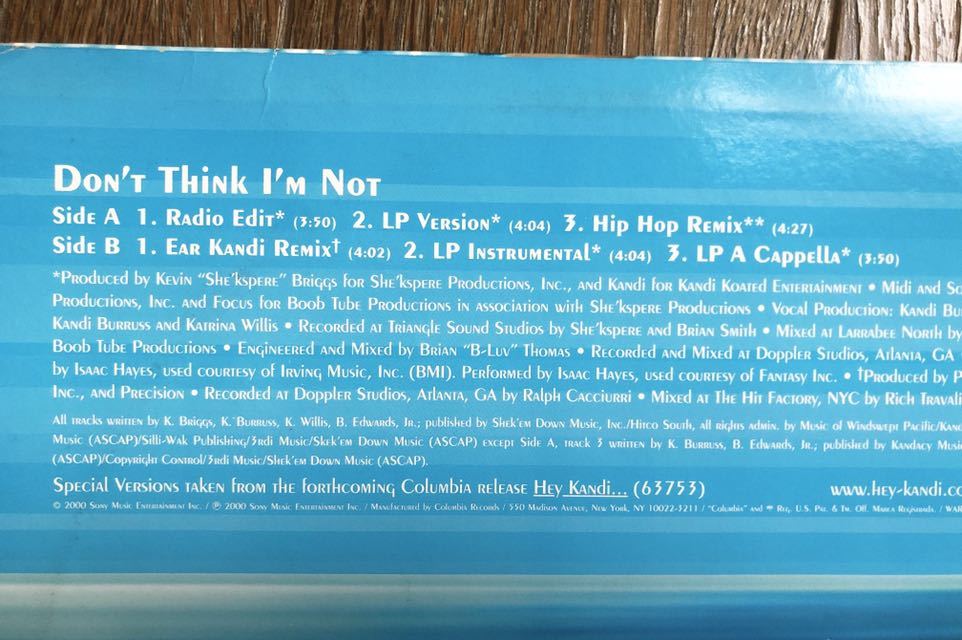 Don't Think I'm Not
Side A 1. Radio Edit* (3:50) 2. LP Version* (4:04) 3. Hip Hop Remix** (4:27)
Side B 1. Ear Kandi Remix† (4:02) 2. LP Instrumental* (4:04) 3. LP A Cappella* (3:50)
*Produced by Kevin "She'kspere" Briggs for She'kspere Productions, Inc., and Kandi for Kandi Koated Entertainment • Midi and So
Productions, Inc. and Focus for Boob Tube Productions in association with She'kspere Productions • Vocal Production: Kandi Bu
Kandi Burruss and Katrina Willis • Recorded at Triangle Sound Studios by She'kspere and Brian Smith • Mixed at Larrabee North by
Boob Tube Productions • Engineered and Mixed by Brian "B-Luv" Thomas • Recorded and Mixed at Doppler Studios, Atlanta, GA
by Isaac Hayes, used courtesy of Irving Music, Inc. (BMI). Performed by Isaac Hayes, used courtesy of Fantasy Inc. • †Produced by P
Inc., and Precision • Recorded at Doppler Studios, Atlanta, GA by Ralph Cacciurri • Mixed at The Hit Factory, NYC by Rich Travali
All tracks written by K. Briggs, K. Burruss, K. Willis, B. Edwards, Jr.; published by Shek'em Down Music, Inc./Hitco South, all rights admin. by Music of Windswept Pacific/Kand
Music (ASCAP)/Silli-Wak Publishing/3rdi Music/Shek'em Down Music (ASCAP) except Side A, track 3 written by K. Burruss, B. Edwards, Jr.; published by Kandacy Musi
(ASCAP)/Copyright Control/3rdi Music/Shek'em Down Music (ASCAP).
Special Versions taken from the forthcoming Columbia release Hey Kandi... (63753) www.hey-kandi.co
© 2000 Sony Music Entertainment Inc. / ℗ 2000 Sony Music Entertainment Inc. / Manufactured by Columbia Records / 550 Madison Avenue, New York, NY 10022-3211 / "Columbia" and Reg. U.S. Pat. & Tm. Off. Marca Registrada. / WAR